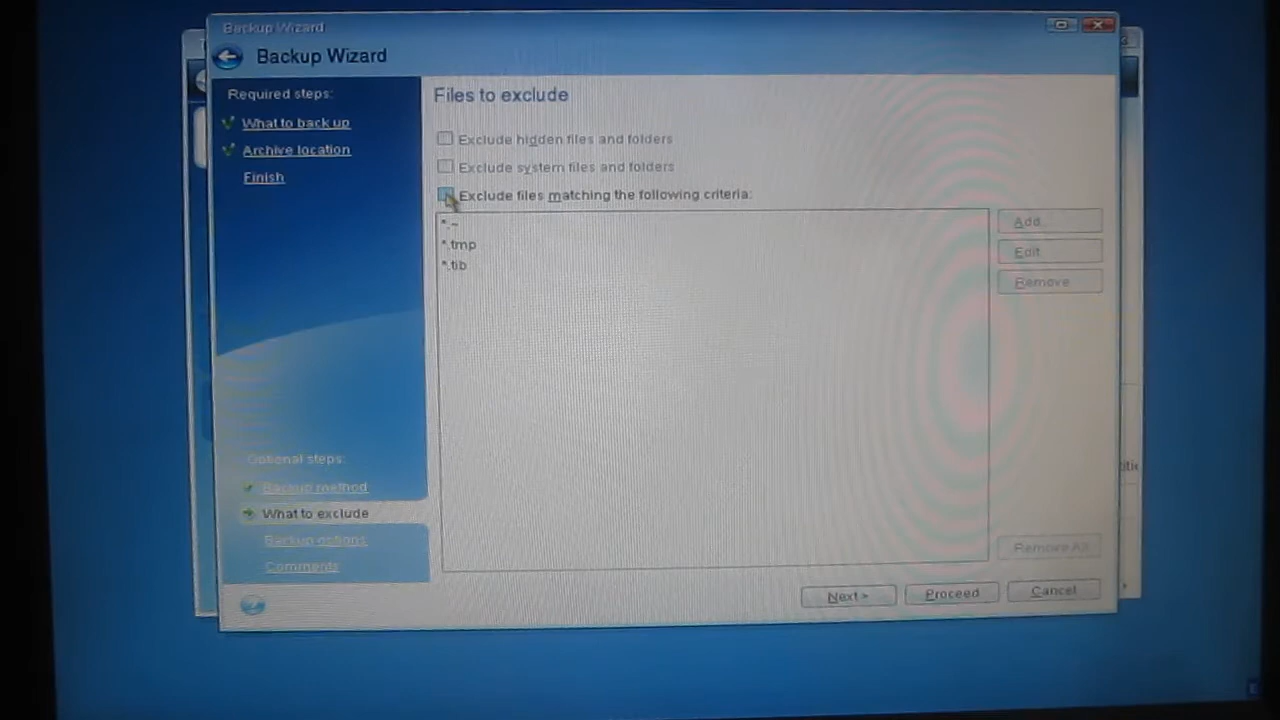 Backup Wizard
Backup Wizard
Required steps:
What to back up
Archive location
Finish
Optional steps:
Backup method
What to exclude
Backup options
Comments
Files to exclude
Exclude hidden files and folders
Exclude system files and folders
Exclude files matching the following criteria:
*.~
*.tmp
*.tib
Add...
Edit
Remove
Remove All
Next >
Proceed
Cancel